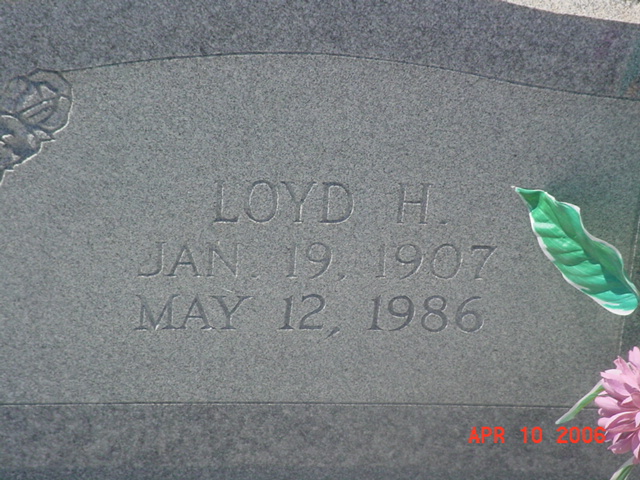 LOYD H.
JAN. 19, 1907
MAY 12, 1986
APR 10 2006